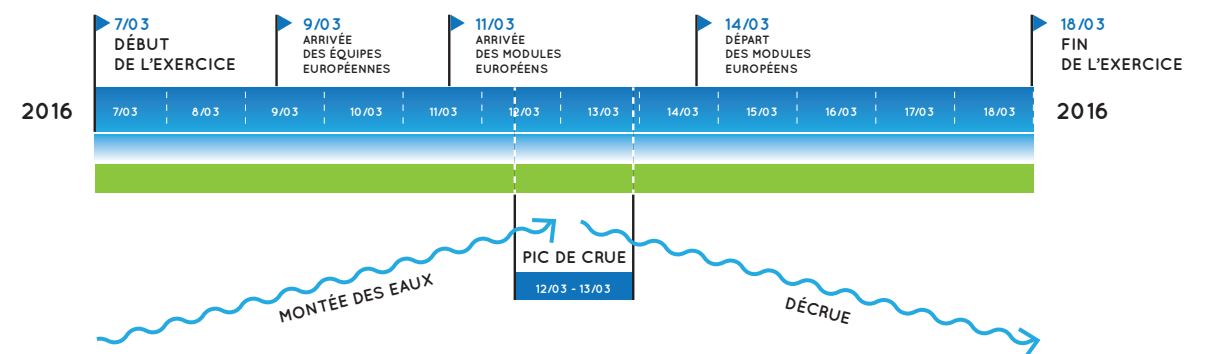 7/03
DÉBUT
DE L'EXERCICE
9/03
ARRIVÉE
DES ÉQUIPES
EUROPÉENNES
11/03
ARRIVÉE
DES MODULES
EUROPÉENS
14/03
DÉPART
DES MODULES
EUROPÉENS
18/03
FIN
DE L'EXERCICE
2016
7/03 8/03 9/03 10/03 11/03 12/03 13/03 14/03 15/03 16/03 17/03 18/03
2016
PIC DE CRUE
12/03 - 13/03
MONTÉE DES EAUX
DÉCRUE